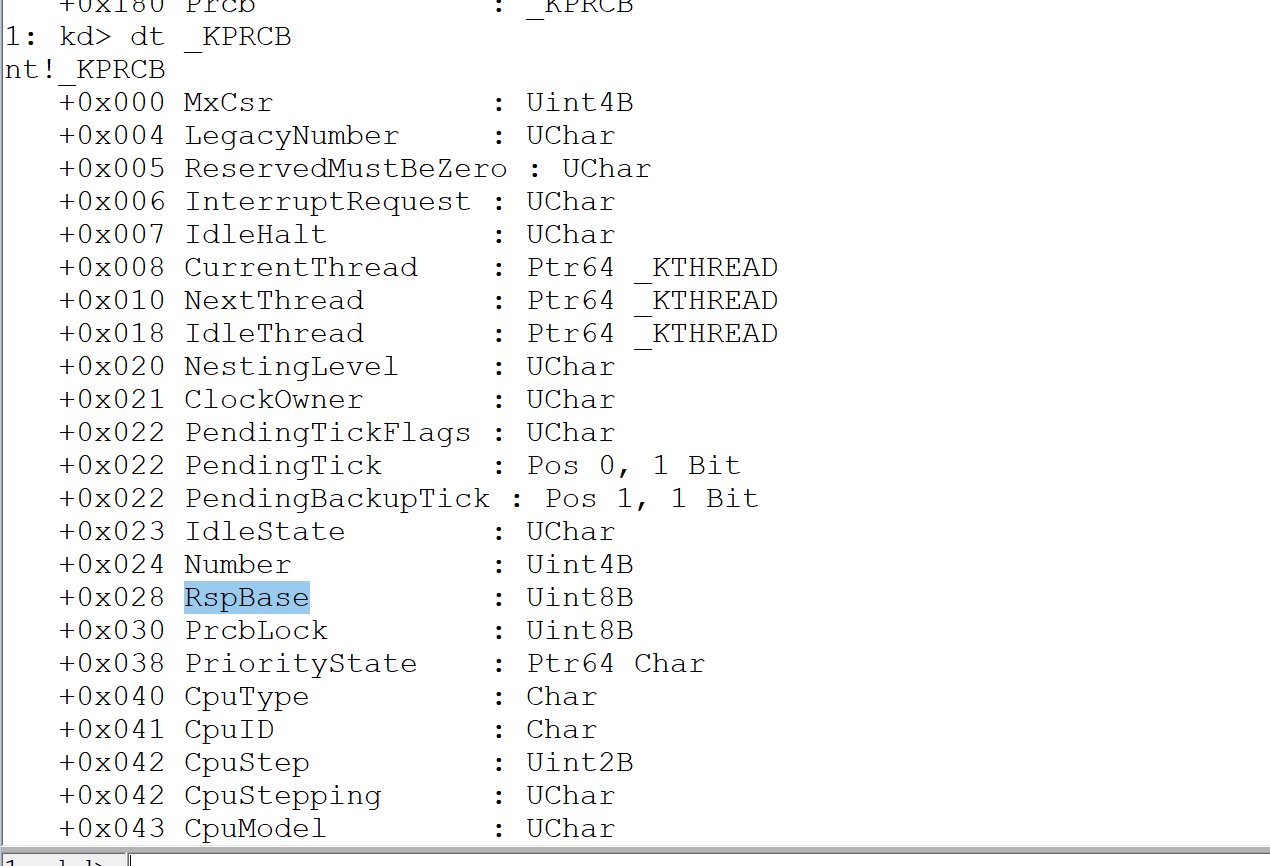 +0x180 Prcb : _KPRCB
1: kd> dt _KPRCB
nt!_KPRCB
+0x000 MxCsr : Uint4B
+0x004 LegacyNumber : UChar
+0x005 ReservedMustBeZero : UChar
+0x006 InterruptRequest : UChar
+0x007 IdleHalt : UChar
+0x008 CurrentThread : Ptr64 _KTHREAD
+0x010 NextThread : Ptr64 _KTHREAD
+0x018 IdleThread : Ptr64 _KTHREAD
+0x020 NestingLevel : UChar
+0x021 ClockOwner : UChar
+0x022 PendingTickFlags : UChar
+0x022 PendingTick : Pos 0, 1 Bit
+0x022 PendingBackupTick : Pos 1, 1 Bit
+0x023 IdleState : UChar
+0x024 Number : Uint4B
+0x028 RspBase : Uint8B
+0x030 PrcbLock : Uint8B
+0x038 PriorityState : Ptr64 Char
+0x040 CpuType : Char
+0x041 CpuID : Char
+0x042 CpuStep : Uint2B
+0x042 CpuStepping : UChar
+0x043 CpuModel : UChar
1: kd>